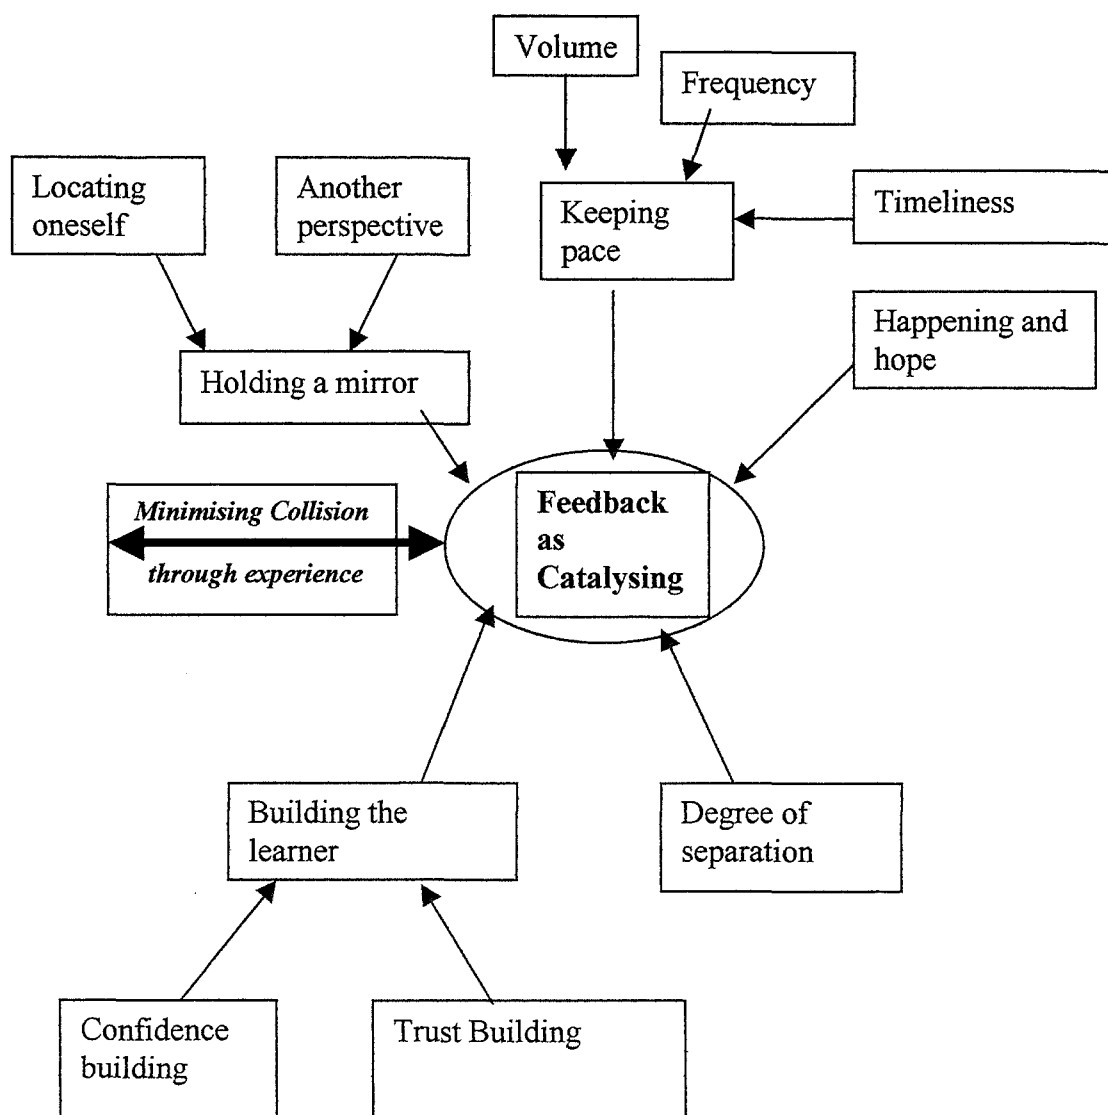 Volume
Frequency
Locating
oneself
Another
perspective
Keeping
pace
Timeliness
Happening and
hope
Holding a mirror
Minimising Collision
through experience
Feedback
as
Catalysing
Building the
learner
Degree of
separation
Confidence
building
Trust Building